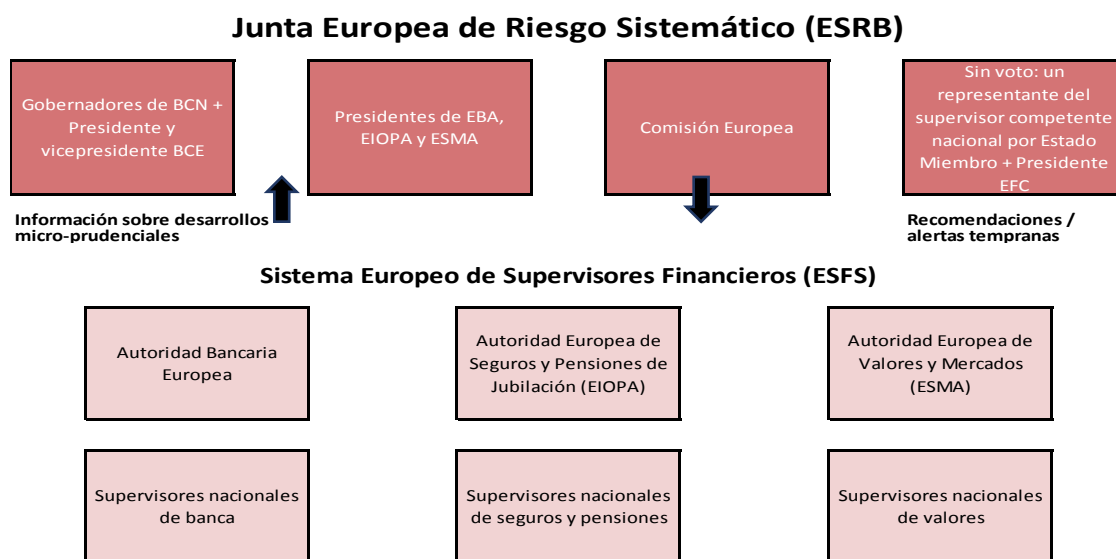 Junta Europea de Riesgo Sistemático (ESRB)
Gobernadores de BCN +
Presidente y
vicepresidente BCE
Presidentes de EBA,
EIOPA y ESMA
Comisión Europea
Sin voto: un
representante del
supervisor competente
nacional por Estado
Miembro + Presidente
EFC
Información sobre desarrollos
micro-prudenciales
Recomendaciones /
alertas tempranas
Sistema Europeo de Supervisores Financieros (ESFS)
Autoridad Bancaria
Europea
Autoridad Europea de
Seguros y Pensiones de
Jubilación (EIOPA)
Autoridad Europea de
Valores y Mercados
(ESMA)
Supervisores nacionales
de banca
Supervisores nacionales
de seguros y pensiones
Supervisores nacionales
de valores